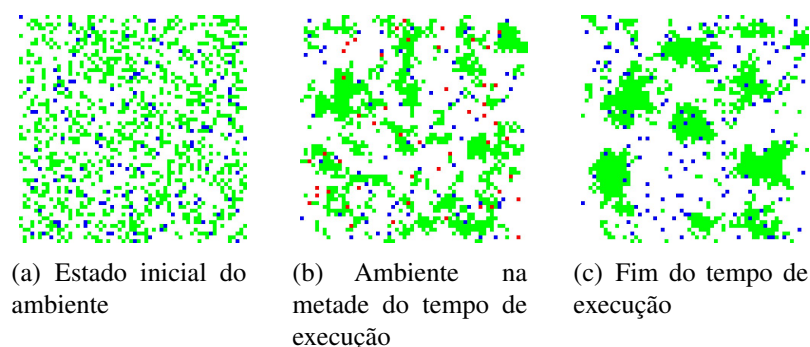 (a) Estado inicial do
ambiente
(b) Ambiente na
metade do tempo de
execução
(c) Fim do tempo de
execução